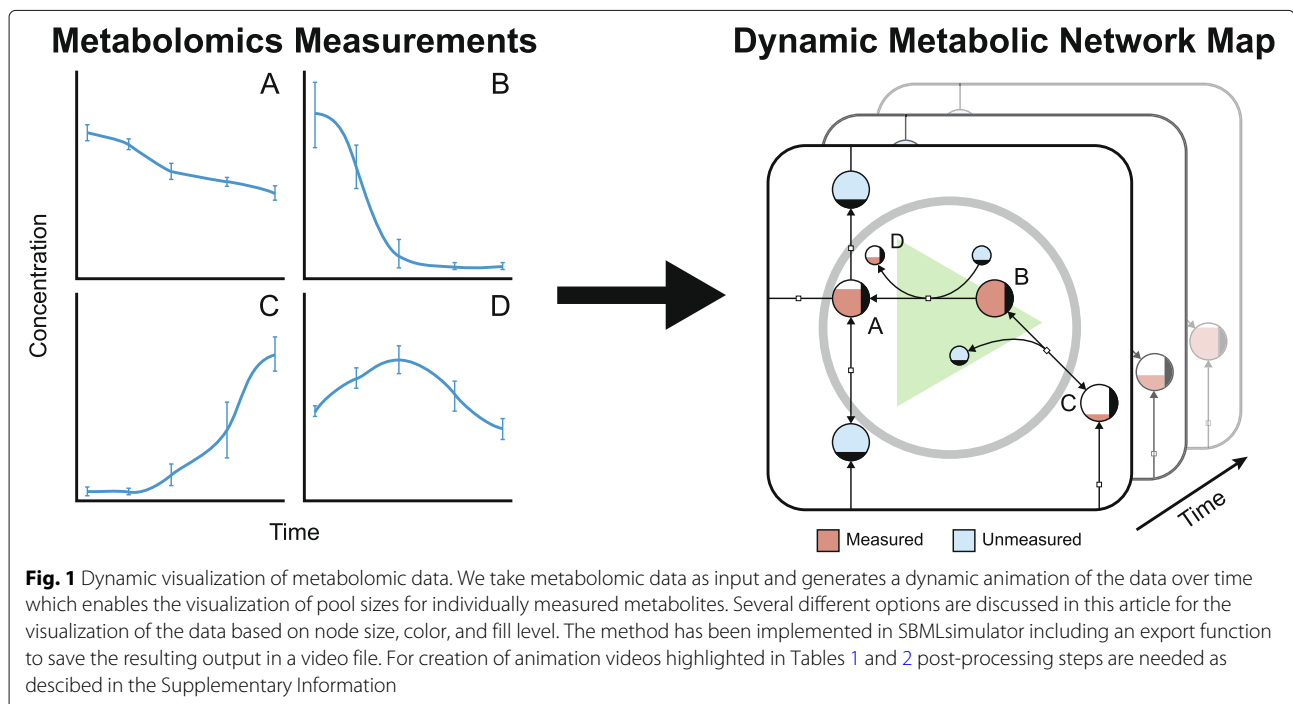 Metabolomics Measurements
Dynamic Metabolic Network Map
A
B
C
D
Concentration
Time
D
B
A
C
Time
Measured
Unmeasured
Fig. 1 Dynamic visualization of metabolomic data. We take metabolomic data as input and generates a dynamic animation of the data over time
which enables the visualization of pool sizes for individually measured metabolites. Several different options are discussed in this article for the
visualization of the data based on node size, color, and fill level. The method has been implemented in SBMLsimulator including an export function
to save the resulting output in a video file. For creation of animation videos highlighted in Tables 1 and 2 post-processing steps are needed as
descibed in the Supplementary Information